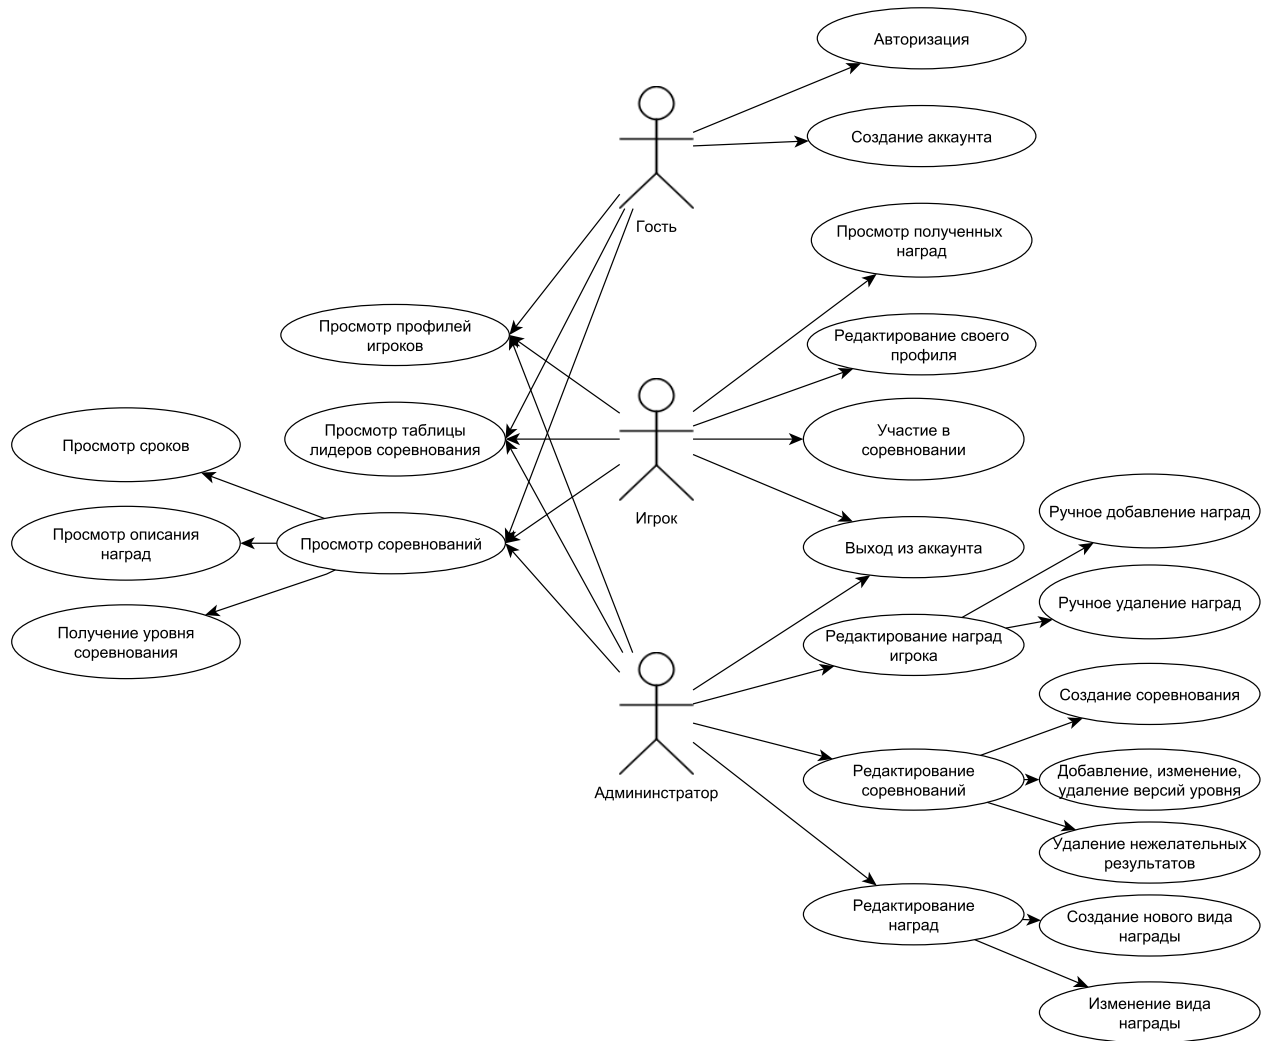 Авторизация
Создание аккаунта
Гость
Просмотр полученных
наград
Просмотр профилей
игроков
Редактирование своего
профиля
Просмотр таблицы
лидеров соревнования
Участие в
соревновании
Просмотр сроков
Игрок
Ручное добавление наград
Просмотр описания
наград
Просмотр соревнований
Выход из аккаунта
Ручное удаление наград
Получение уровня
соревнования
Редактирование наград
игрока
Создание соревнования
Админинстратор
Редактирование
соревнований
Добавление, изменение,
удаление версий уровня
Удаление нежелательных
результатов
Редактирование
наград
Создание нового вида
награды
Изменение вида
награды